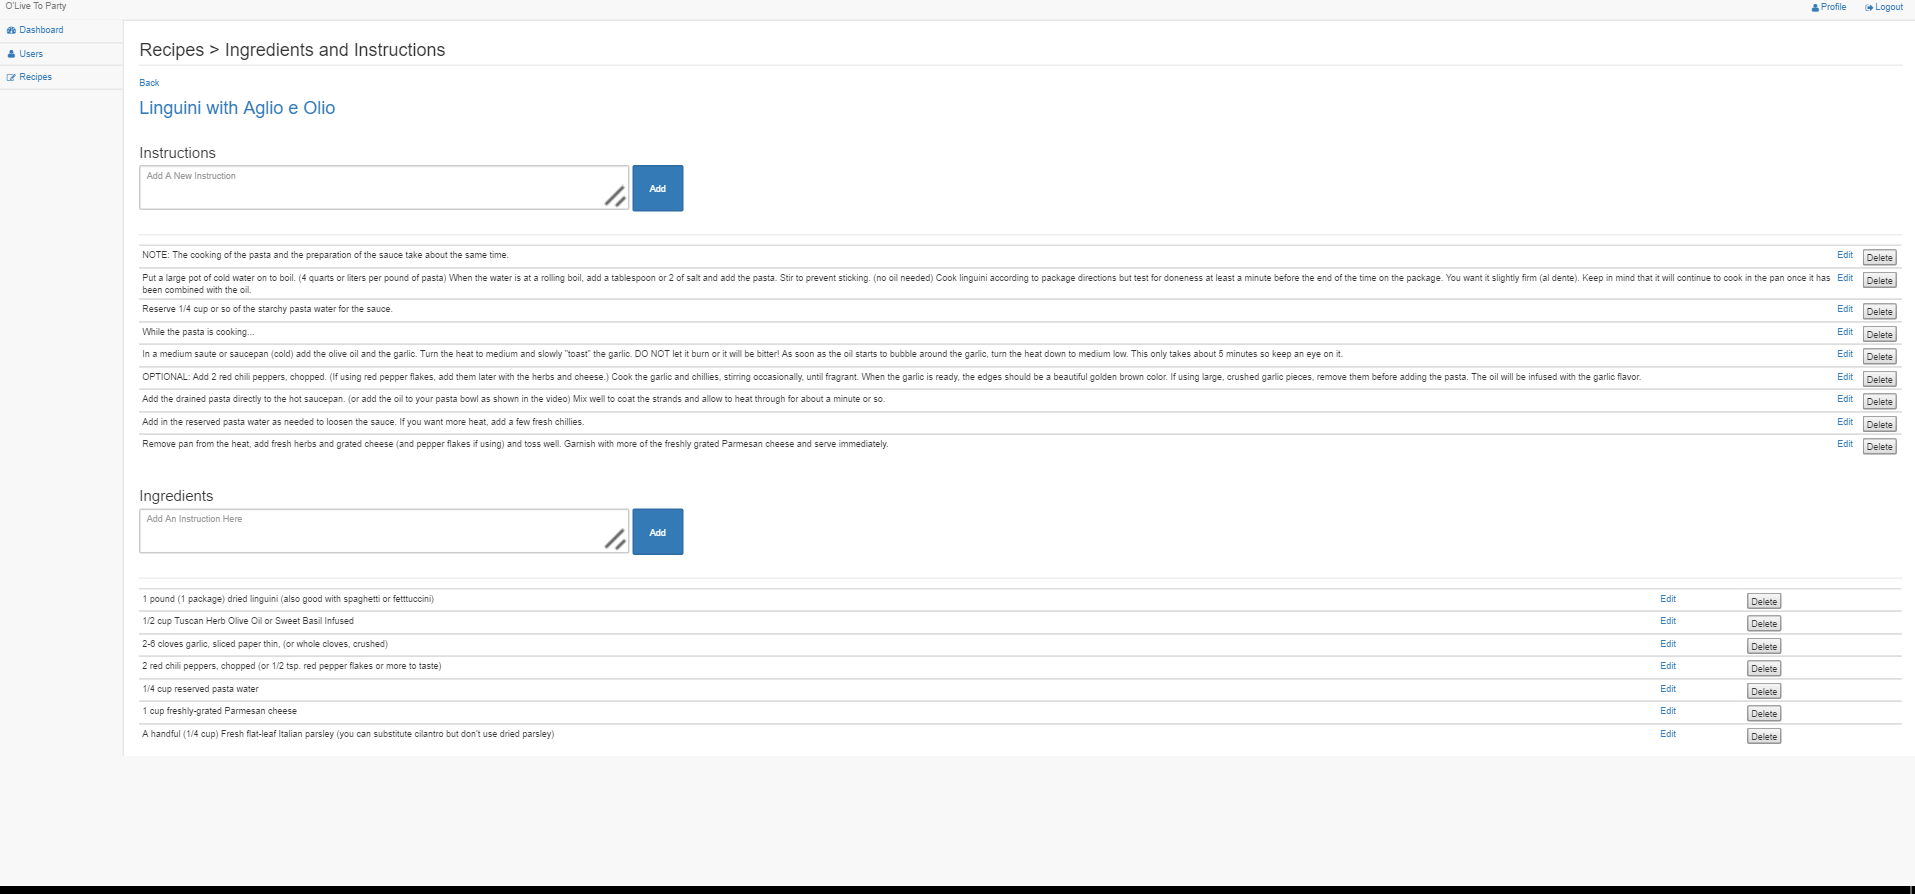 O'Live To Party
Profile Logout
Dashboard
Users
Recipes
Recipes > Ingredients and Instructions
Back
Linguini with Aglio e Olio
Instructions
Add A New Instruction
Add
NOTE: The cooking of the pasta and the preparation of the sauce take about the same time. Edit Delete
Put a large pot of cold water on to boil. (4 quarts or liters per pound of pasta) When the water is at a rolling boil, add a tablespoon or 2 of salt and add the pasta. Stir to prevent sticking. (no oil needed) Cook linguini according to package directions but test for doneness at least a minute before the end of the time on the package. You want it slightly firm (al dente). Keep in mind that it will continue to cook in the pan once it has Edit Delete
been combined with the oil.
Reserve 1/4 cup or so of the starchy pasta water for the sauce. Edit Delete
While the pasta is cooking... Edit Delete
In a medium saute or saucepan (cold) add the olive oil and the garlic. Turn the heat to medium and slowly "toast" the garlic. DO NOT let it burn or it will be bitter! As soon as the oil starts to bubble around the garlic, turn the heat down to medium low. This only takes about 5 minutes so keep an eye on it. Edit Delete
OPTIONAL: Add 2 red chili peppers, chopped. (If using red pepper flakes, add them later with the herbs and cheese.) Cook the garlic and chillies, stirring occasionally, until fragrant. When the garlic is ready, the edges should be a beautiful golden brown color. If using large, crushed garlic pieces, remove them before adding the pasta. The oil will be infused with the garlic flavor. Edit Delete
Add the drained pasta directly to the hot saucepan. (or add the oil to your pasta bowl as shown in the video) Mix well to coat the strands and allow to heat through for about a minute or so. Edit Delete
Add in the reserved pasta water as needed to loosen the sauce. If you want more heat, add a few fresh chillies. Edit Delete
Remove pan from the heat, add fresh herbs and grated cheese (and pepper flakes if using) and toss well. Garnish with more of the freshly grated Parmesan cheese and serve immediately. Edit Delete
Ingredients
Add An Instruction Here
Add
1 pound (1 package) dried linguini (also good with spaghetti or fetttuccini) Edit Delete
1/2 cup Tuscan Herb Olive Oil or Sweet Basil Infused Edit Delete
2-6 cloves garlic, sliced paper thin, (or whole cloves, crushed) Edit Delete
2 red chili peppers, chopped (or 1/2 tsp. red pepper flakes or more to taste) Edit Delete
1/4 cup reserved pasta water Edit Delete
1 cup freshly-grated Parmesan cheese Edit Delete
A handful (1/4 cup) Fresh flat-leaf Italian parsley (you can substitute cilantro but don't use dried parsley) Edit Delete